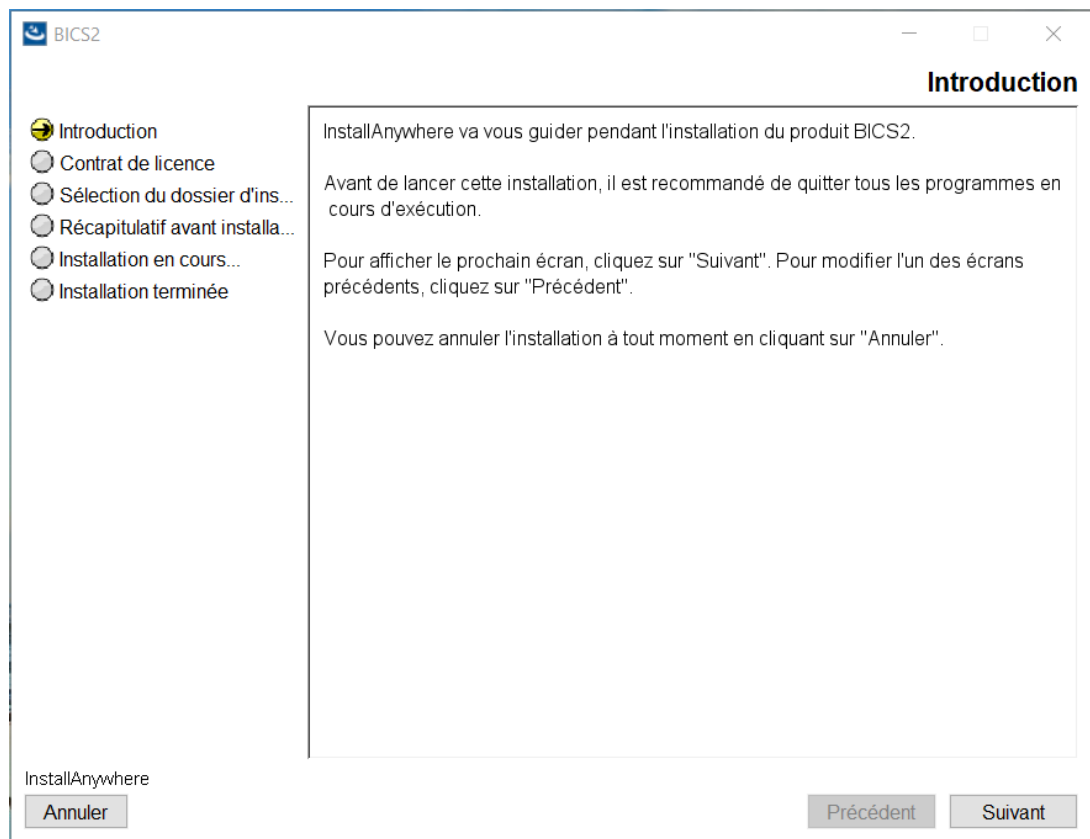 BICS2
Introduction
Introduction
Contrat de licence
Sélection du dossier d'ins...
Récapitulatif avant installa...
Installation en cours...
Installation terminée
InstallAnywhere va vous guider pendant l'installation du produit BICS2.
Avant de lancer cette installation, il est recommandé de quitter tous les programmes en
cours d'exécution.
Pour afficher le prochain écran, cliquez sur "Suivant". Pour modifier l'un des écrans
précédents, cliquez sur "Précédent".
Vous pouvez annuler l'installation à tout moment en cliquant sur "Annuler".
InstallAnywhere
Annuler
Précédent
Suivant